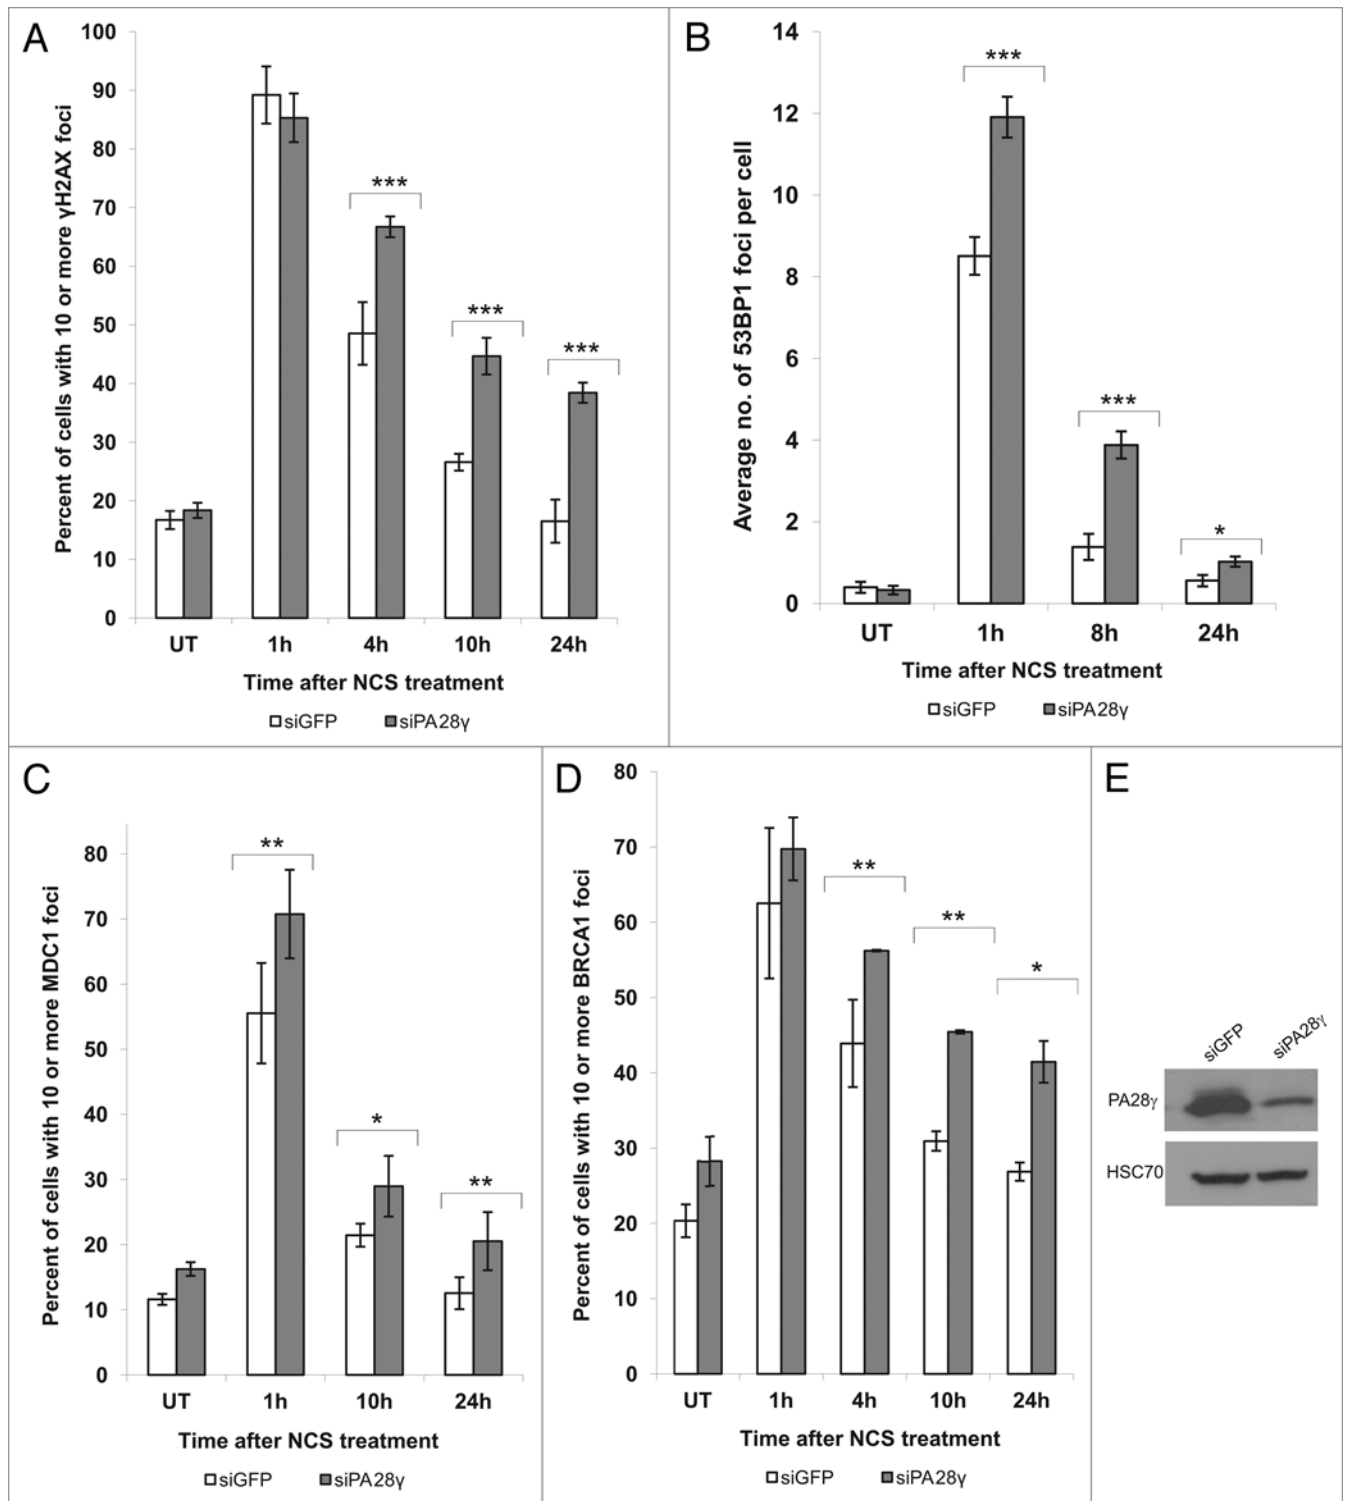 A
Percent of cells with 10 or more γH2AX foci
100
90
80
70
60
50
40
30
20
10
0
***
***
***
UT 1h 4h 10h 24h
Time after NCS treatment
siGFP siPA28γ
B
Average no. of 53BP1 foci per cell
14
12
10
8
6
4
2
0
***
***
*
UT 1h 8h 24h
Time after NCS treatment
siGFP siPA28γ
C
Percent of cells with 10 or more MDC1 foci
80
70
60
50
40
30
20
10
0
**
*
**
UT 1h 10h 24h
Time after NCS treatment
siGFP siPA28γ
D
Percent of cells with 10 or more BRCA1 foci
80
70
60
50
40
30
20
10
0
**
**
*
UT 1h 4h 10h 24h
Time after NCS treatment
siGFP siPA28γ
E
siGFP siPA28γ
PA28γ
HSC70